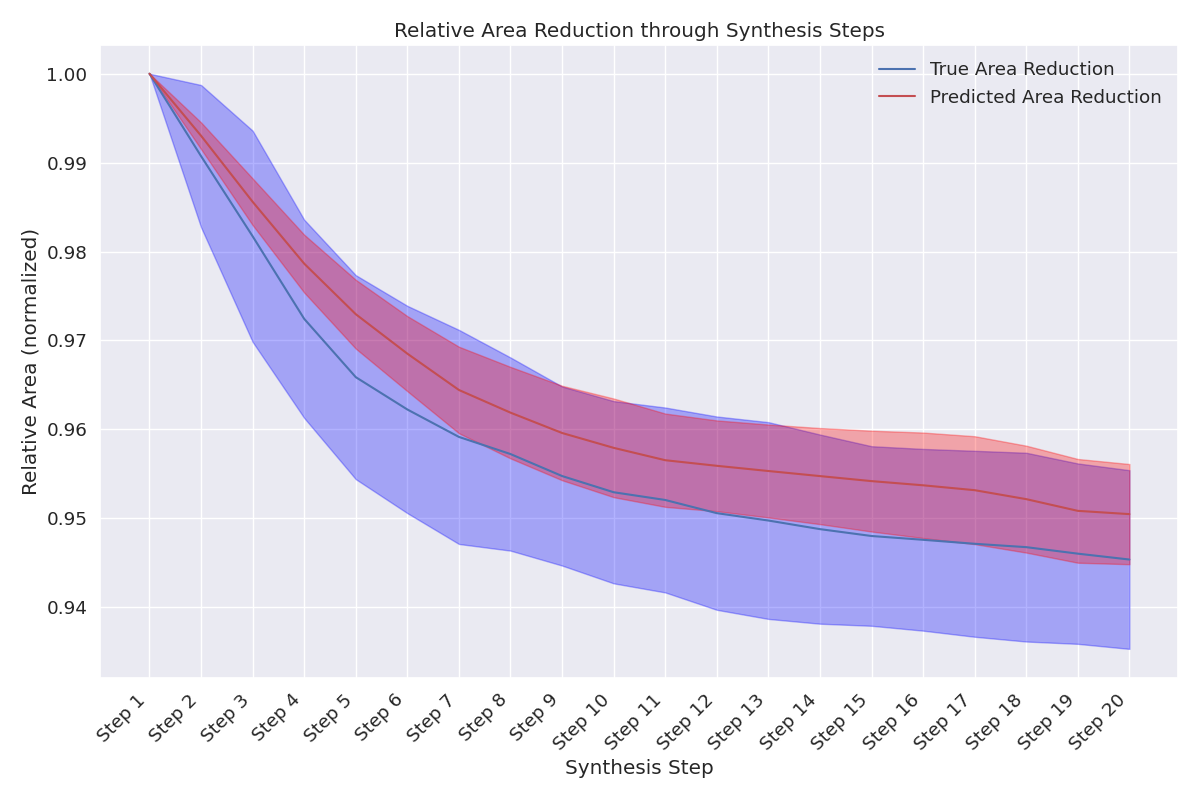 Relative Area Reduction through Synthesis Steps
True Area Reduction
Predicted Area Reduction
Relative Area (normalized)
1.00
0.99
0.98
0.97
0.96
0.95
0.94
Step 1
Step 2
Step 3
Step 4
Step 5
Step 6
Step 7
Step 8
Step 9
Step 10
Step 11
Step 12
Step 13
Step 14
Step 15
Step 16
Step 17
Step 18
Step 19
Step 20
Synthesis Step